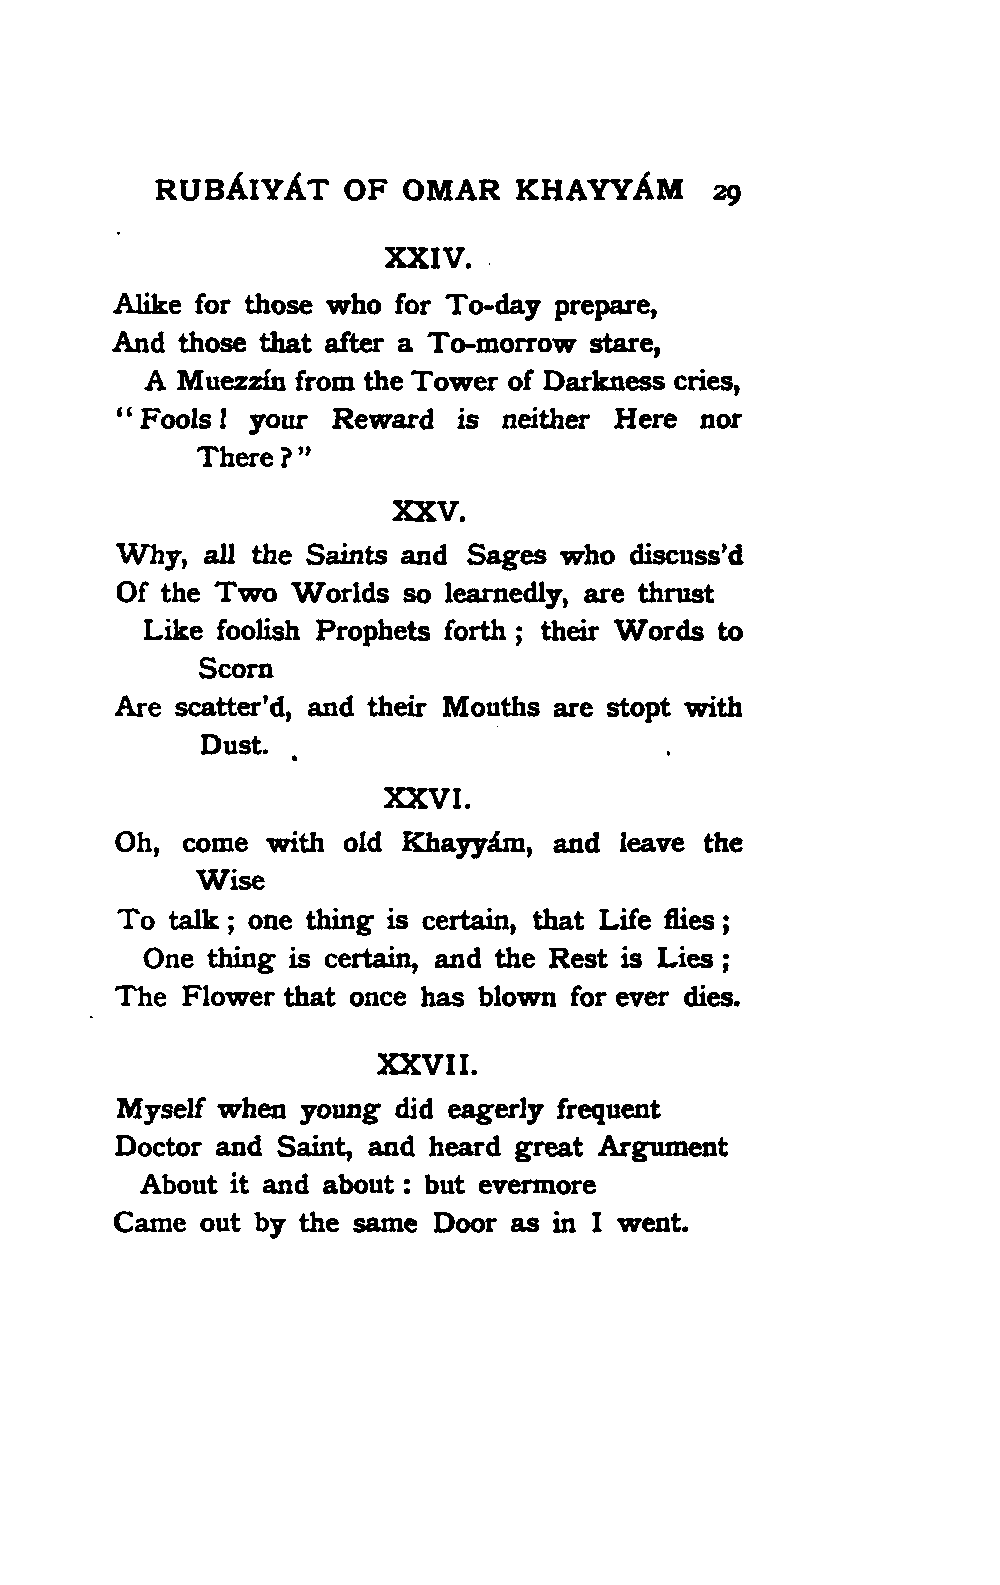 RUBÁIYÁT OF OMAR KHAYYÁM 29
XXIV.
Alike for those who for To-day prepare,
And those that after a To-morrow stare,
A Muezzín from the Tower of Darkness cries,
"Fools! your Reward is neither Here nor
There?"
XXV.
Why, all the Saints and Sages who discuss'd
Of the Two Worlds so learnedly, are thrust
Like foolish Prophets forth; their Words to
Scorn
Are scatter'd, and their Mouths are stopt with
Dust.
XXVI.
Oh, come with old Khayyám, and leave the
Wise
To talk; one thing is certain, that Life flies;
One thing is certain, and the Rest is Lies;
The Flower that once has blown for ever dies.
XXVII.
Myself when young did eagerly frequent
Doctor and Saint, and heard great Argument
About it and about: but evermore
Came out by the same Door as in I went.